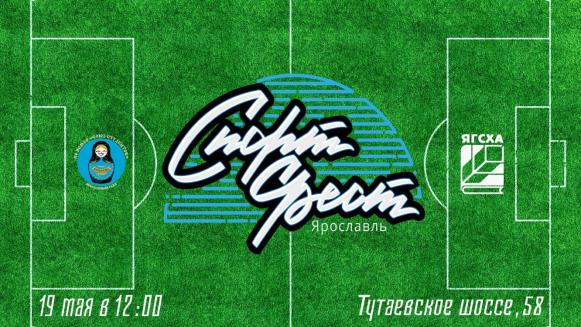 Спорт
Фест
Ярославль
ЯГСХА
19 мая в 12:00
Тутаевское шоссе, 58